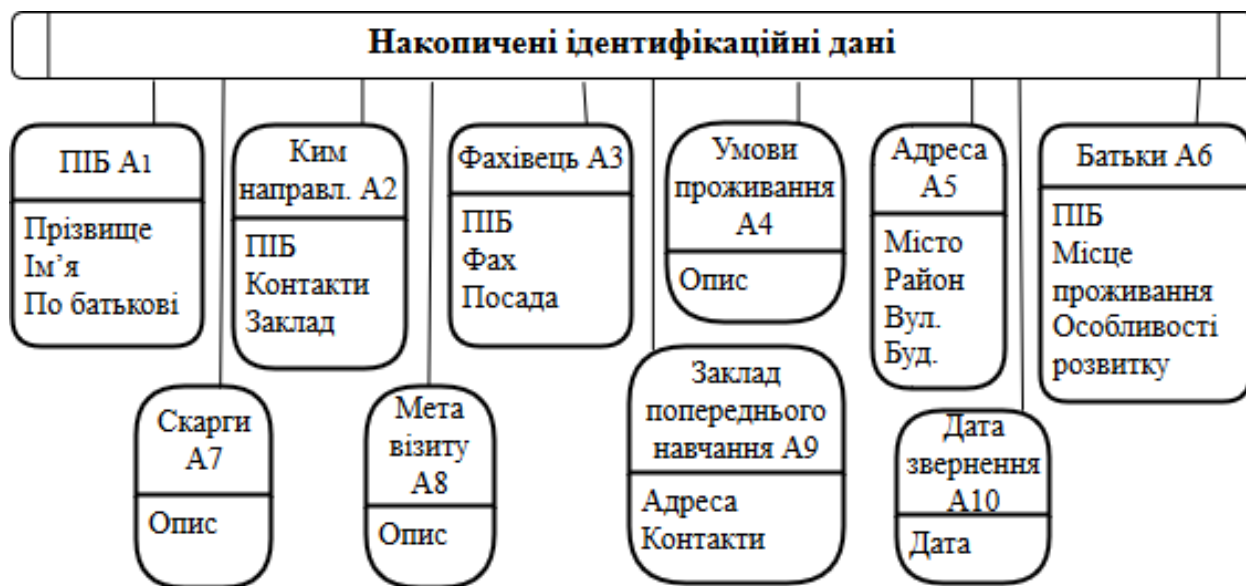 Накопичені ідентифікаційні дані
ПІБ А1
Прізвище
Ім’я
По батькові
Ким
направл. А2
ПІБ
Контакти
Заклад
Фахівець А3
ПІБ
Фах
Посада
Умови
проживання
А4
Опис
Адреса
А5
Місто
Район
Вул.
Буд.
Батьки А6
ПІБ
Місце
проживання
Особливості
розвитку
Скарги
А7
Опис
Мета
візиту
А8
Опис
Заклад
попереднього
навчання А9
Адреса
Контакти
Дата
звернення
А10
Дата